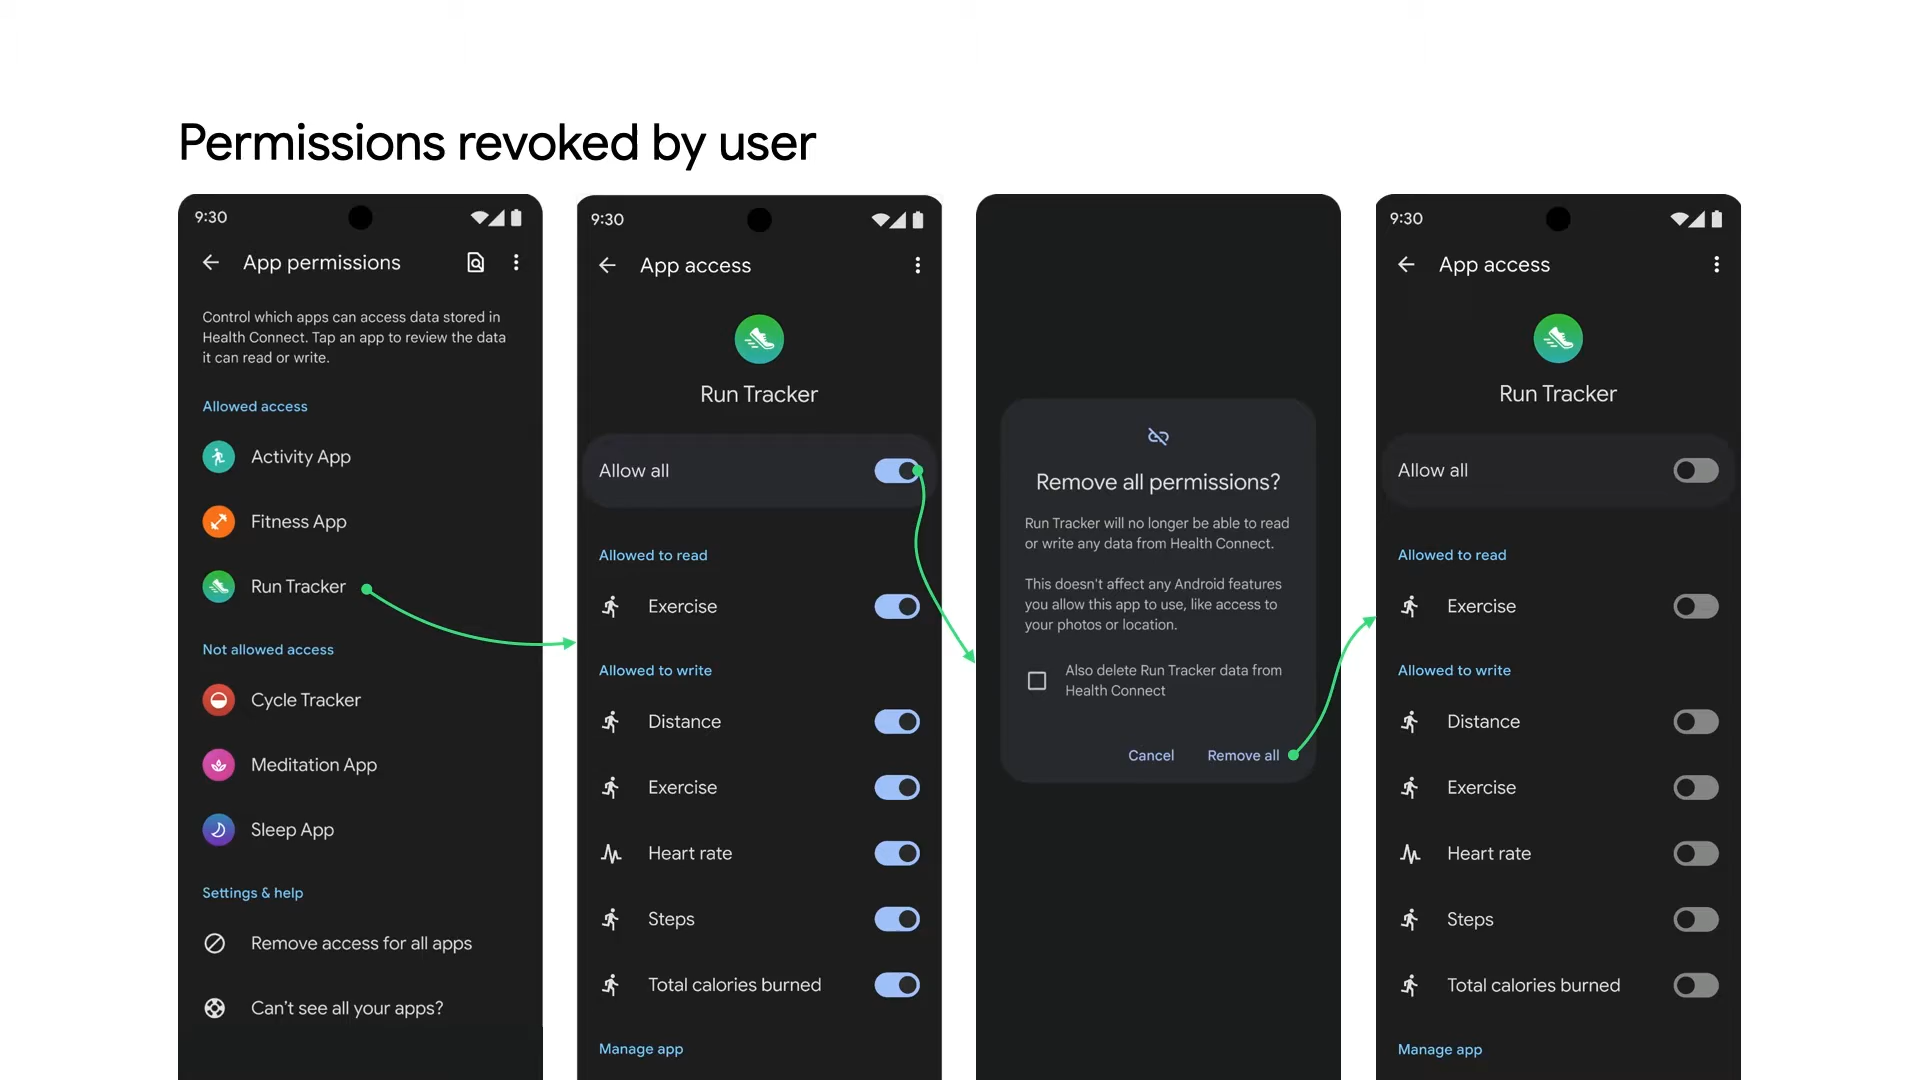 Permissions revoked by user
9:30
App permissions
Control which apps can access data stored in
Health Connect. Tap an app to review the data
it can read or write.
Allowed access
Activity App
Fitness App
Run Tracker
Not allowed access
Cycle Tracker
Meditation App
Sleep App
Settings & help
Remove access for all apps
Can't see all your apps?
9:30
App access
Run Tracker
Allow all
Allowed to read
Exercise
Allowed to write
Distance
Exercise
Heart rate
Steps
Total calories burned
Manage app
Remove all permissions?
Run Tracker will no longer be able to read
or write any data from Health Connect.
This doesn't affect any Android features
you allow this app to use, like access to
your photos or location.
Also delete Run Tracker data from
Health Connect
Cancel
Remove all
9:30
App access
Run Tracker
Allow all
Allowed to read
Exercise
Allowed to write
Distance
Exercise
Heart rate
Steps
Total calories burned
Manage app